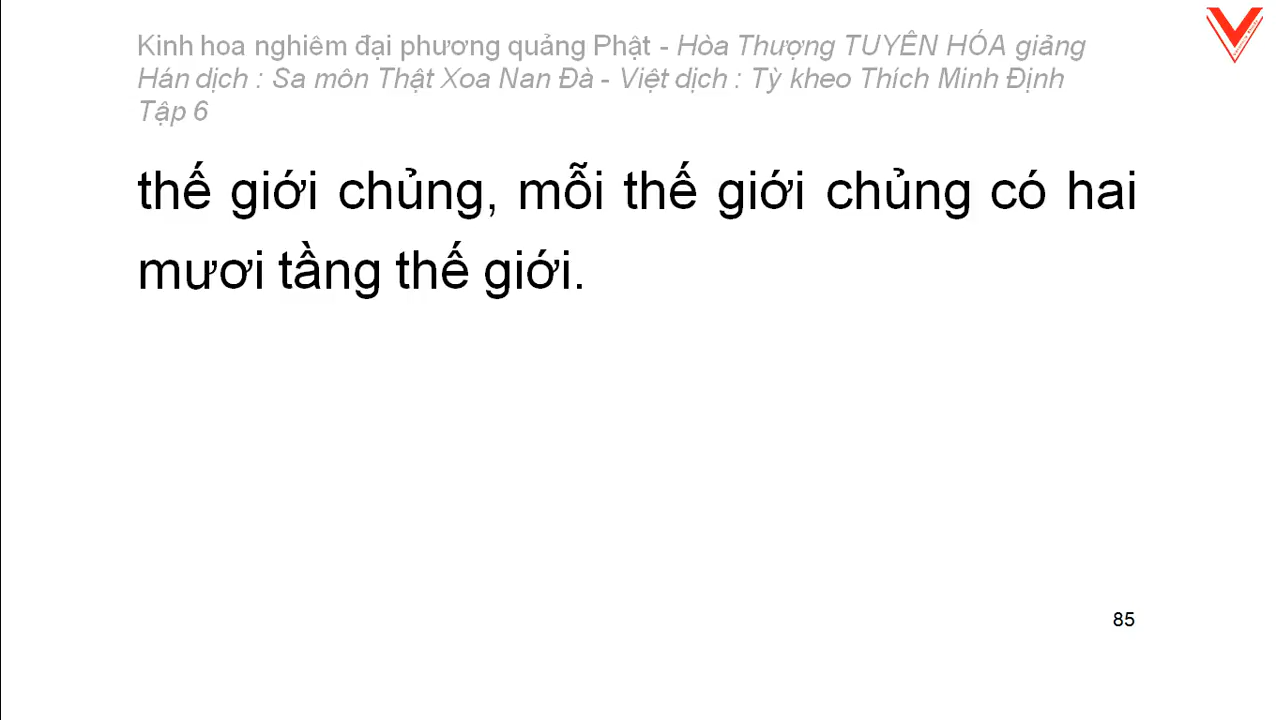 Kinh hoa nghiêm đại phương quảng Phật - Hòa Thượng TUYÊN HÓA giảng
Hán dịch : Sa môn Thật Xoa Nan Đà - Việt dịch : Tỳ kheo Thích Minh Định
Tập 6
thế giới chủng, mỗi thế giới chủng có hai
mươi tầng thế giới.
85